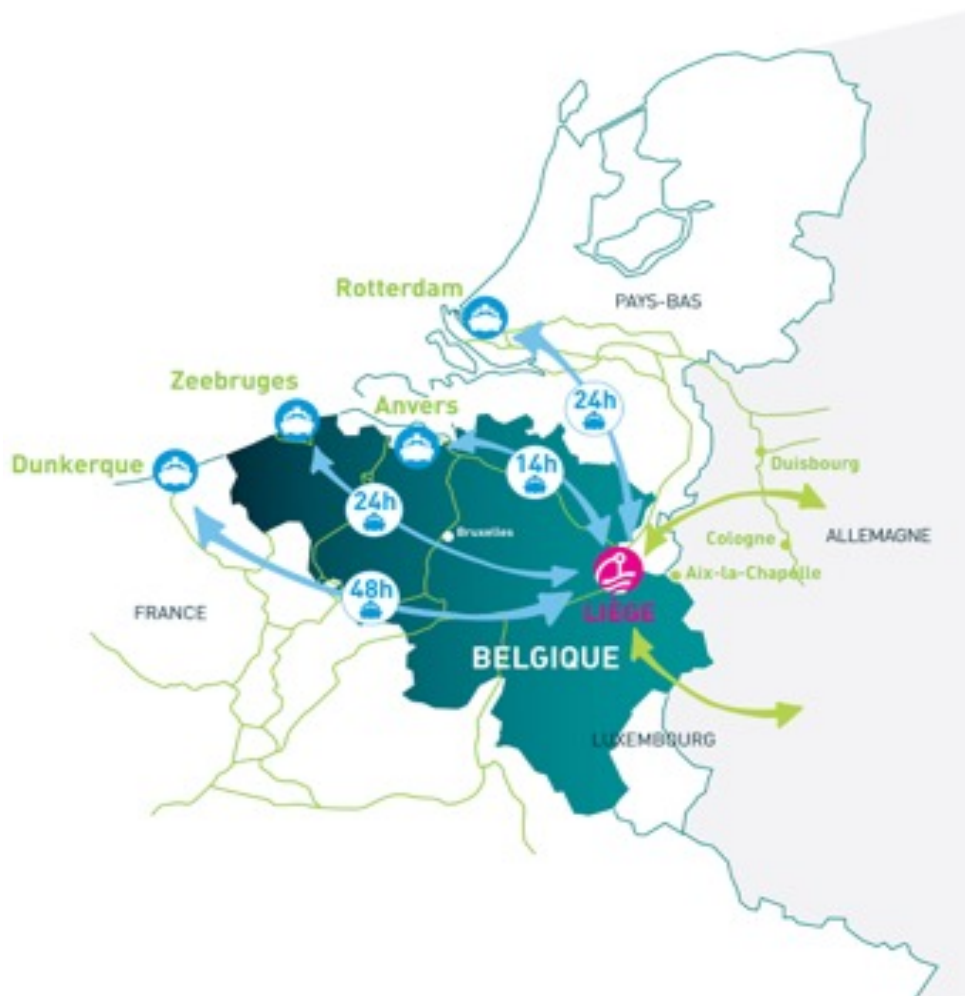 Rotterdam
PAYS-BAS
Zeebruges
Anvers
24h
Dunkerque
14h
Duisbourg
24h
Bruxelles
Cologne
ALLEMAGNE
Aix-la-Chapelle
48h
FRANCE
LIÈGE
BELGIQUE
LUXEMBOURG